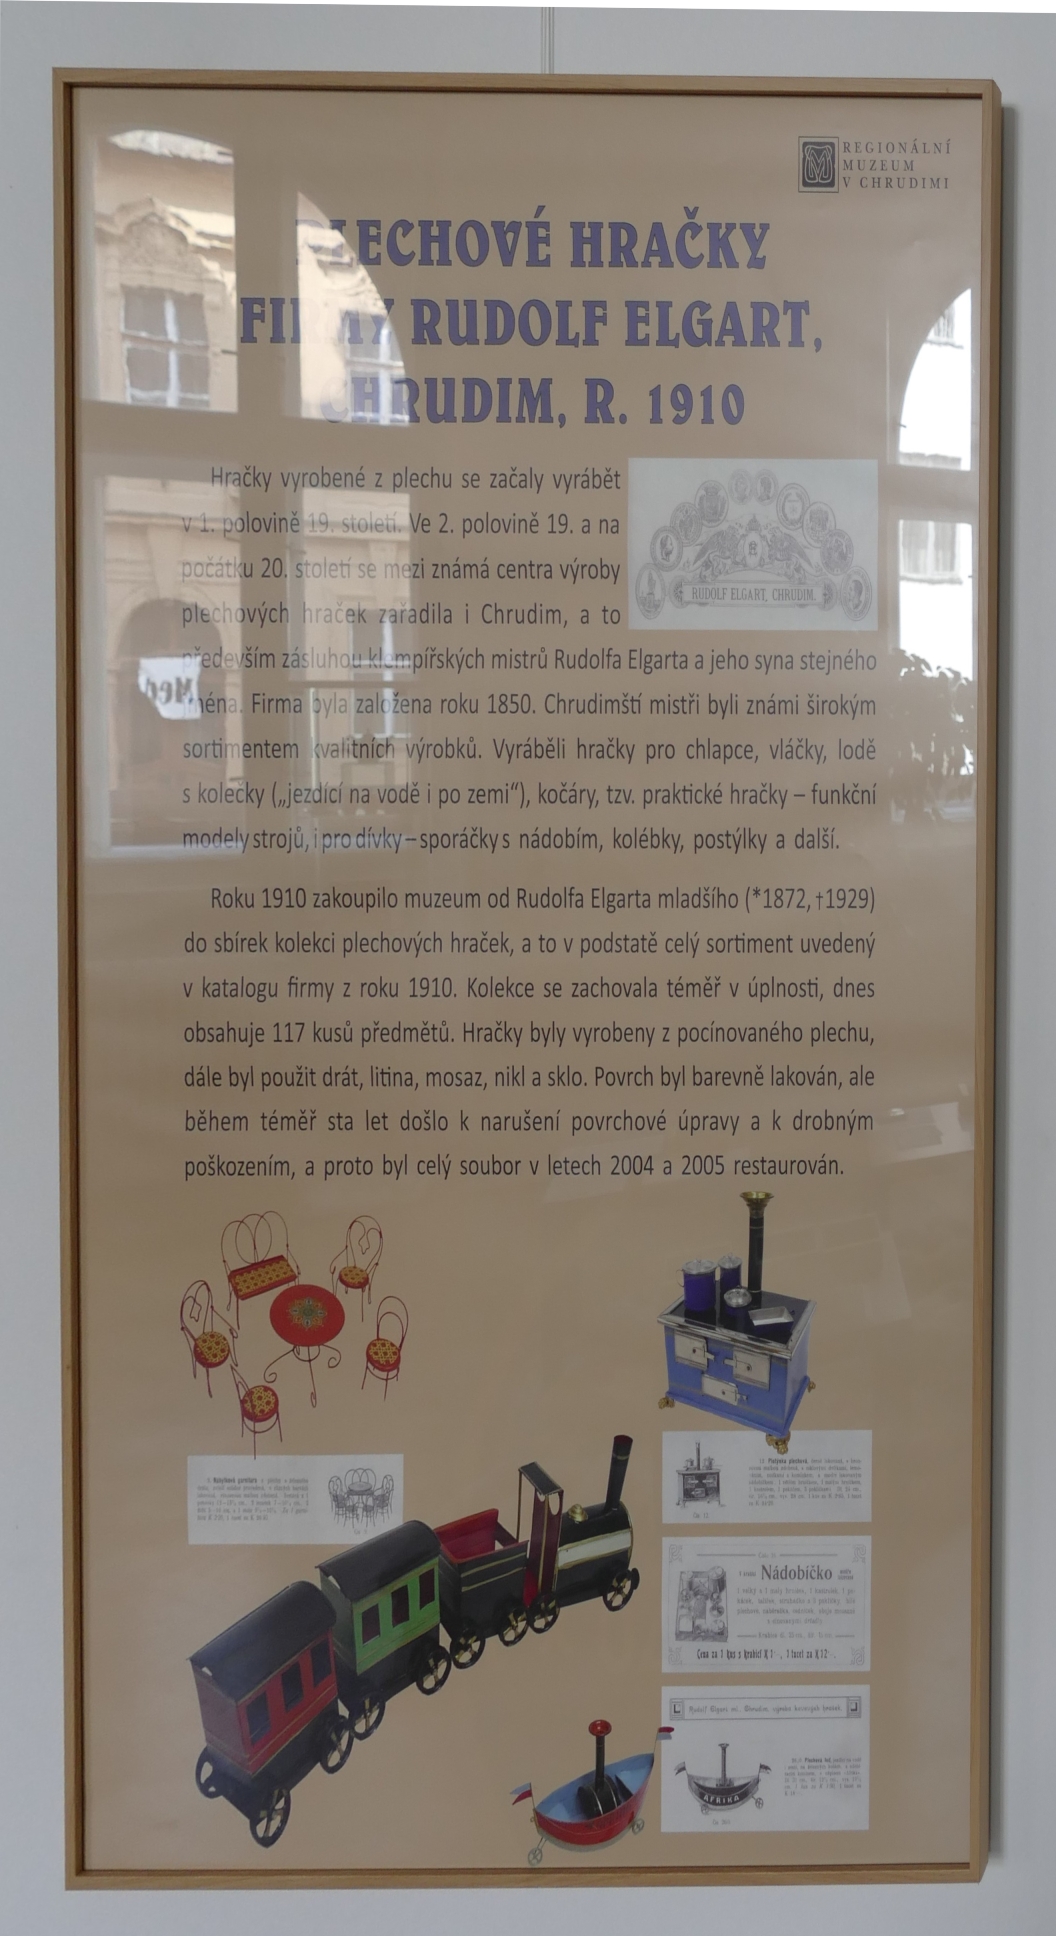 REGIONÁLNÍ
MUZEUM
V CHRUDIMI
PLECHOVÉ HRAČKY
FIRMY RUDOLF ELGART,
CHRUDIM, R. 1910
Hračky vyrobené z plechu se začaly vyrábět
v 1. polovině 19. století. Ve 2. polovině 19. a na
počátku 20. století se mezi známá centra výroby
plechových hraček zařadila i Chrudim, a to
RUDOLF ELGART, CHRUDIM.
především zásluhou klempířských mistrů Rudolfa Elgarta a jeho syna stejného
jména. Firma byla založena roku 1850. Chrudimští mistři byli známi širokým
sortimentem kvalitních výrobků. Vyráběli hračky pro chlapce, vláčky, lodě
s kolečky („jezdící na vodě i po zemi“), kočáry, tzv. praktické hračky – funkční
modely strojů, i pro dívky – sporáčky s nádobím, kolébky, postýlky a další.
Roku 1910 zakoupilo muzeum od Rudolfa Elgarta mladšího (*1872, †1929)
do sbírek kolekci plechových hraček, a to v podstatě celý sortiment uvedený
v katalogu firmy z roku 1910. Kolekce se zachovala téměř v úplnosti, dnes
obsahuje 117 kusů předmětů. Hračky byly vyrobeny z pocínovaného plechu,
dále byl použit drát, litina, mosaz, nikl a sklo. Povrch byl barevně lakován, ale
během téměř sta let došlo k narušení povrchové úpravy a k drobným
poškozením, a proto byl celý soubor v letech 2004 a 2005 restaurován.
Nábytková garnitura
Nádobíčko
Cena za 1 kus s krabicí K 1
AFRIKA